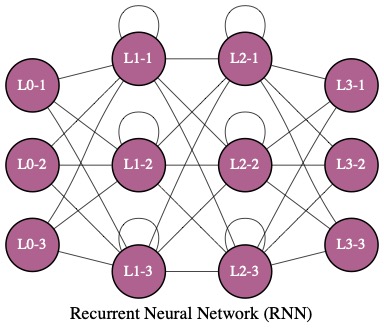 L1-1 L2-1
L0-1 L3-1
L0-2 L1-2 L2-2 L3-2
L0-3 L3-3
L1-3 L2-3
Recurrent Neural Network (RNN)